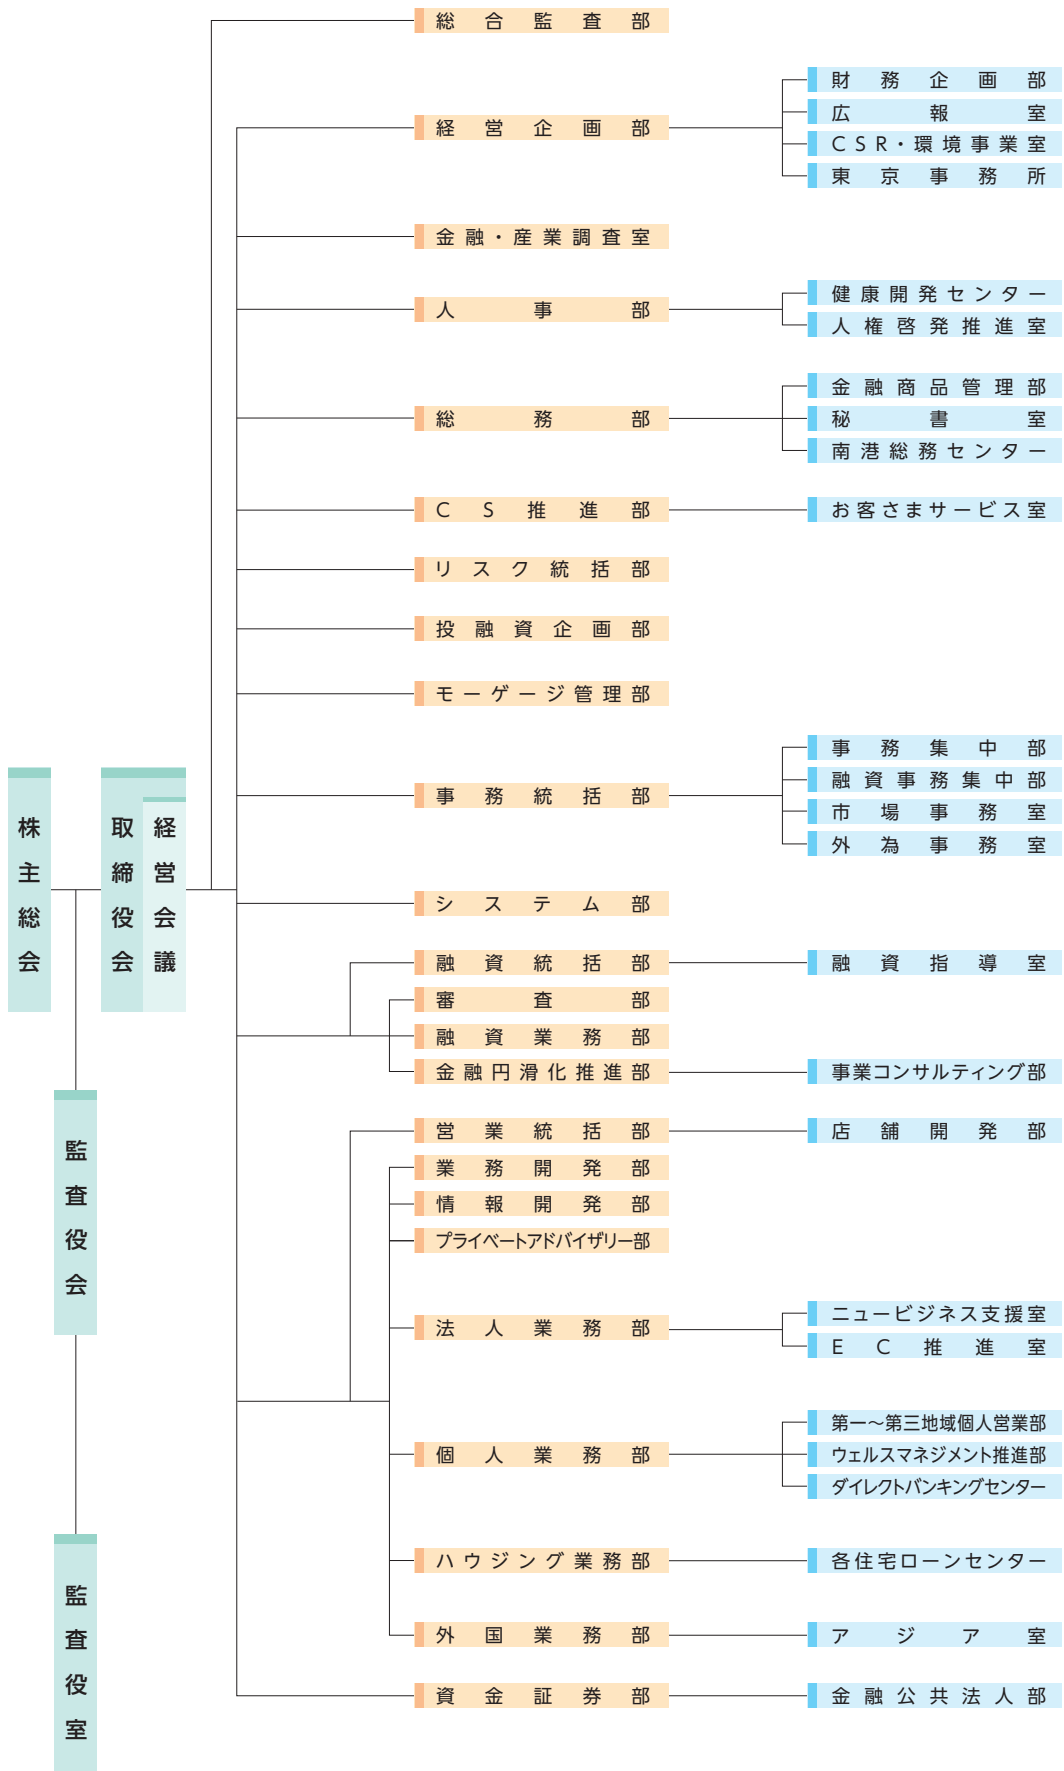 株主総会
取締役会
経営会議
監査役会
監査役室
総合監査部
経営企画部
財務企画部
広報室
CSR・環境事業室
東京事務所
金融・産業調査室
人事部
健康開発センター
人権啓発推進室
総務部
金融商品管理部
秘書室
南港総務センター
CS推進部
お客さまサービス室
リスク統括部
投融資企画部
モーゲージ管理部
事務統括部
事務集中部
融資事務集中部
市場事務室
外為事務室
システム部
融資統括部
融資指導室
審査部
融資業務部
金融円滑化推進部
事業コンサルティング部
営業統括部
店舗開発部
業務開発部
情報開発部
プライベートアドバイザリー部
法人業務部
ニュービジネス支援室
EC推進室
個人業務部
第一～第三地域個人営業部
ウェルスマネジメント推進部
ダイレクトバンキングセンター
ハウジング業務部
各住宅ローンセンター
外国業務部
アジア室
資金証券部
金融公共法人部